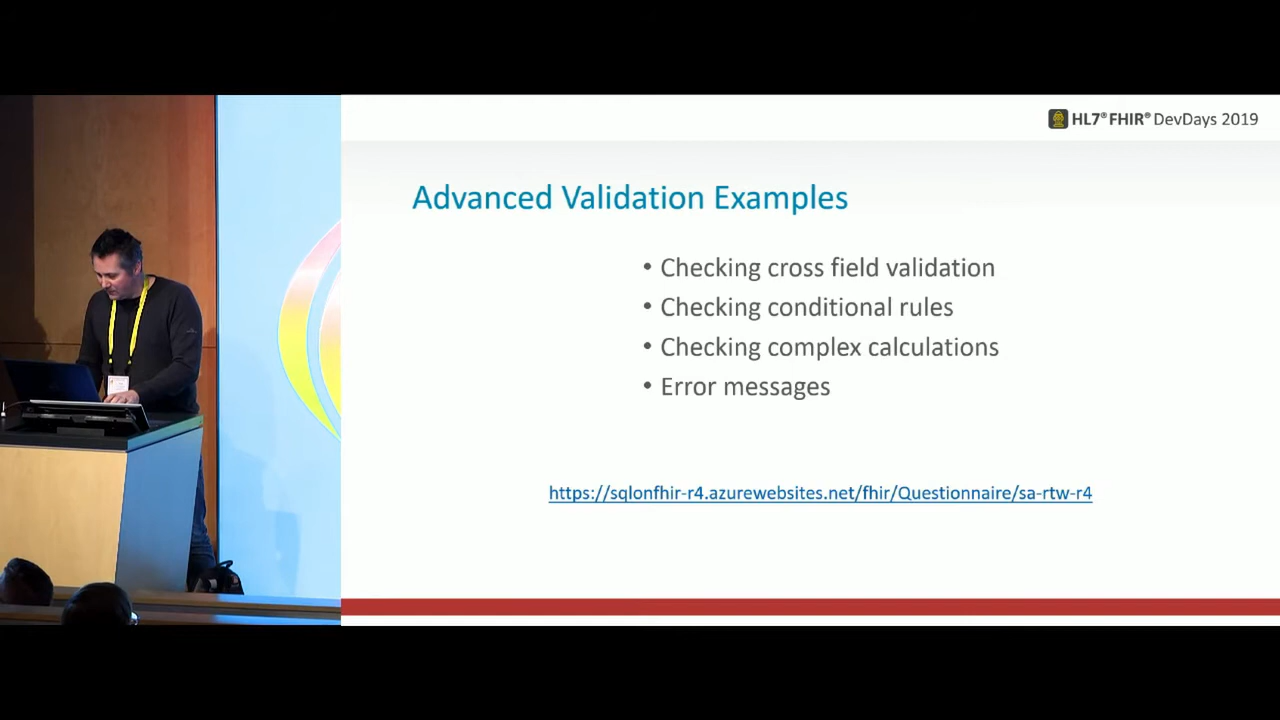 HL7® FHIR® DevDays 2019
Advanced Validation Examples
• Checking cross field validation
• Checking conditional rules
• Checking complex calculations
• Error messages
https://sqlonfhir-r4.azurewebsites.net/fhir/Questionnaire/sa-rtw-r4